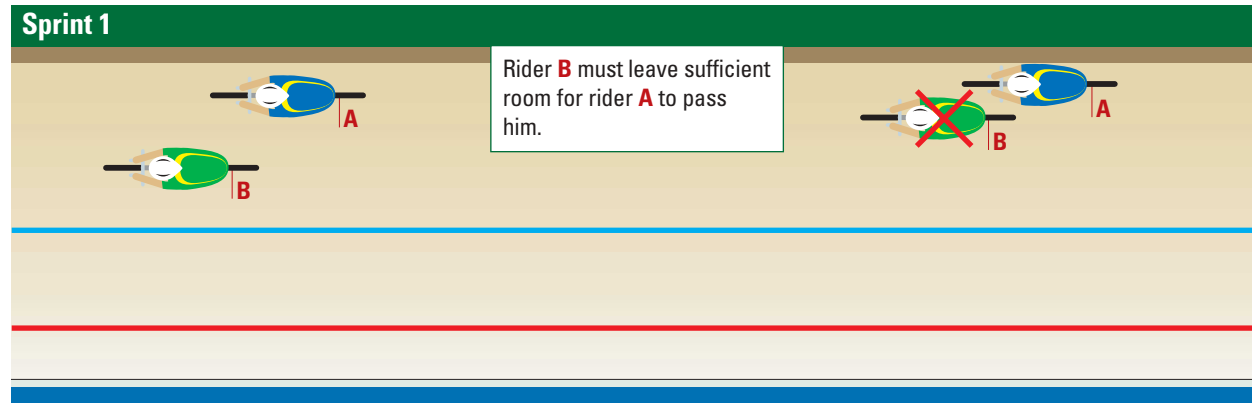 Sprint 1
Rider B must leave sufficient
room for rider A to pass
him.
A
B
A
B